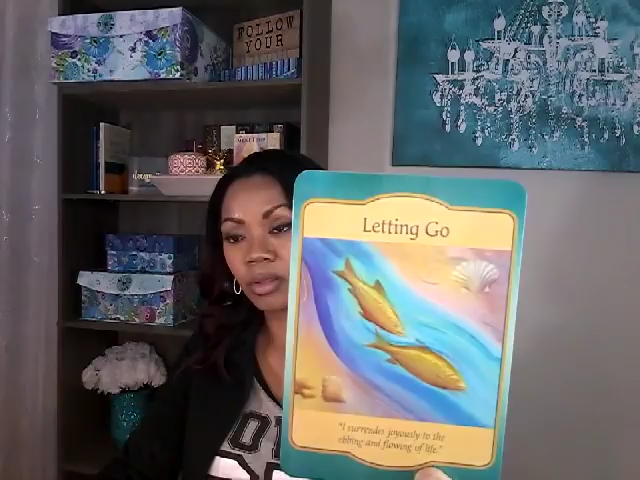 FOLLOW
YOUR
Letting Go
"I surrender joyously to the
ebbing and flowing of life."